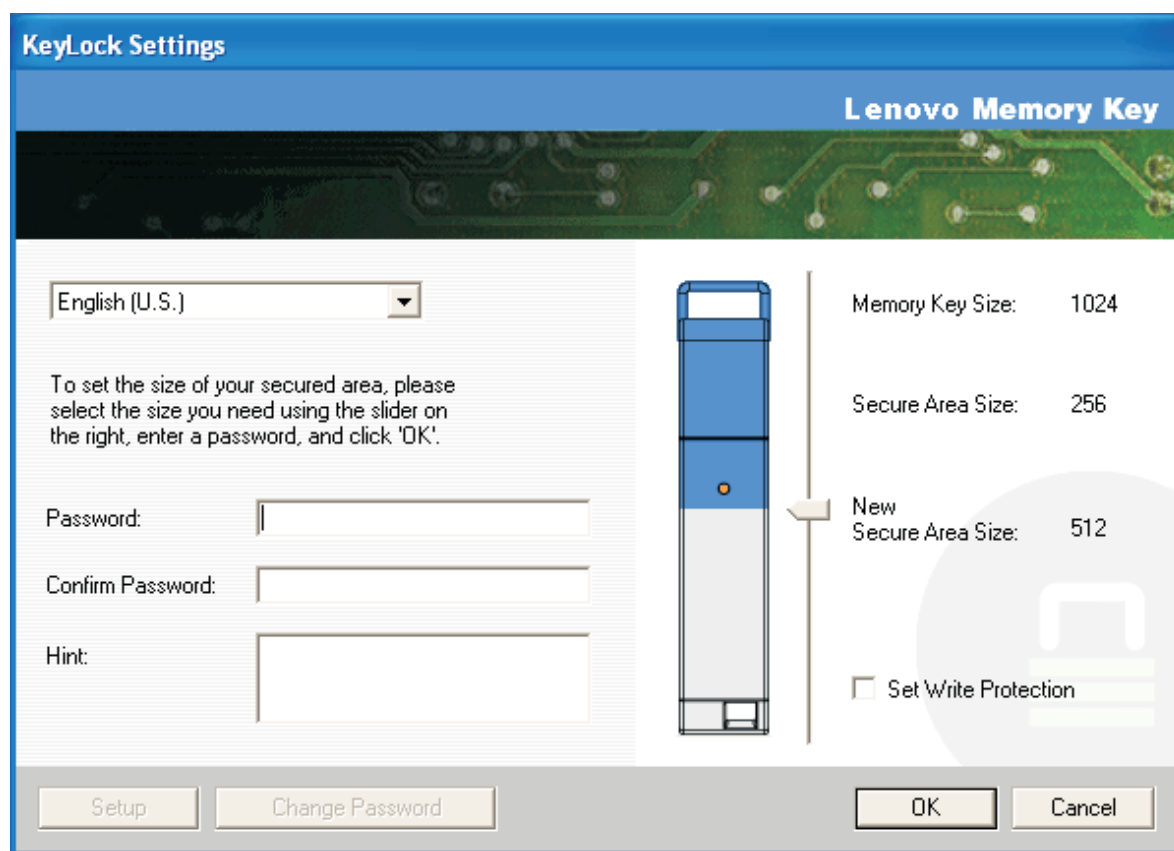 KeyLock Settings
Lenovo Memory Key
English (U.S.)
To set the size of your secured area, please
select the size you need using the slider on
the right, enter a password, and click 'OK'.
Password:
Confirm Password:
Hint:
Memory Key Size: 1024
Secure Area Size: 256
New
Secure Area Size: 512
Set Write Protection
Setup
Change Password
OK
Cancel